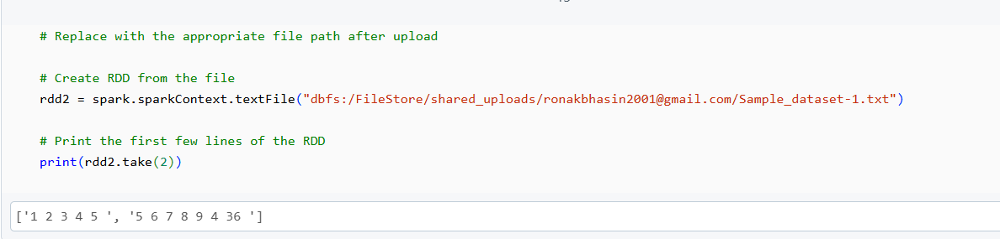 # Replace with the appropriate file path after upload
# Create RDD from the file
rdd2 = spark.sparkContext.textFile("dbfs:/FileStore/shared_uploads/ronakbhasin2001@gmail.com/Sample_dataset-1.txt")
# Print the first few lines of the RDD
print(rdd2.take(2))
['1 2 3 4 5 ', '5 6 7 8 9 4 36 ']